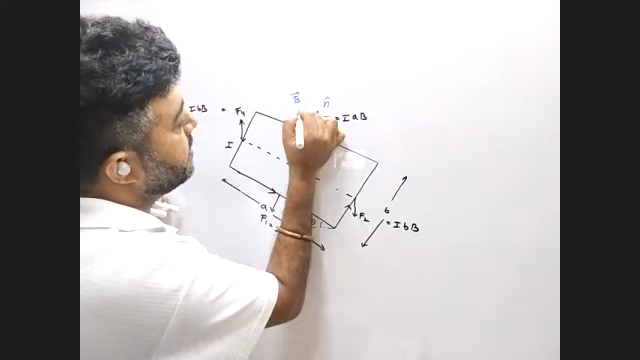 B n̂
IbB = F₄
= IaB
I
a
b
F₂
= IbB
F₁
θ